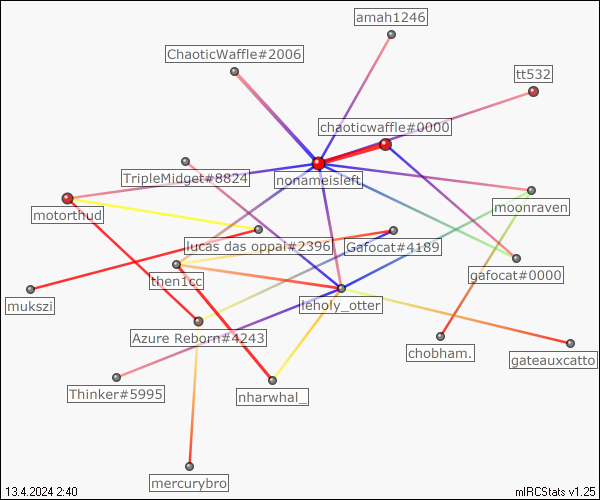 amah1246
ChaoticWaffle#2006
tt532
chaoticwaffle#0000
TripleMidget#8824
nonameisleft
moonraven
motorthud
lucas das oppai#2396
Gafocat#4189
gafocat#0000
then1cc
mukszi
leholy_otter
Azure Reborn#4243
chobham.
gateauxcatto
Thinker#5995
nharwhal_
mercurybro
13.4.2024 2:40
mIRCStats v1.25